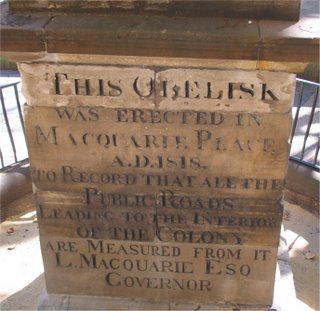 THIS OBELISK
WAS ERECTED IN
MACQUARIE PLACE
A.D.1818.
TO RECORD THAT ALL THE
PUBLIC ROADS
LEADING TO THE INTERIOR
OF THE COLONY
ARE MEASURED FROM IT
L. MACQUARIE ESQ
GOVERNOR